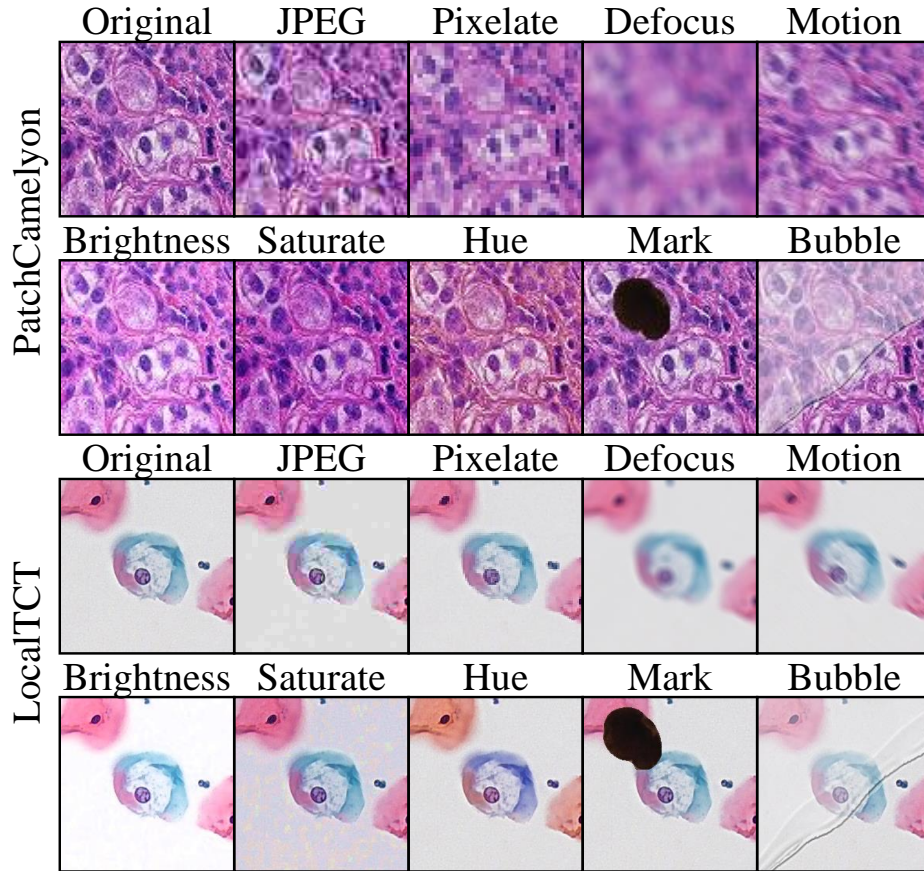 Original JPEG Pixelate Defocus Motion
PatchCamelyon
Brightness Saturate Hue Mark Bubble
Original JPEG Pixelate Defocus Motion
LocalTCT
Brightness Saturate Hue Mark Bubble